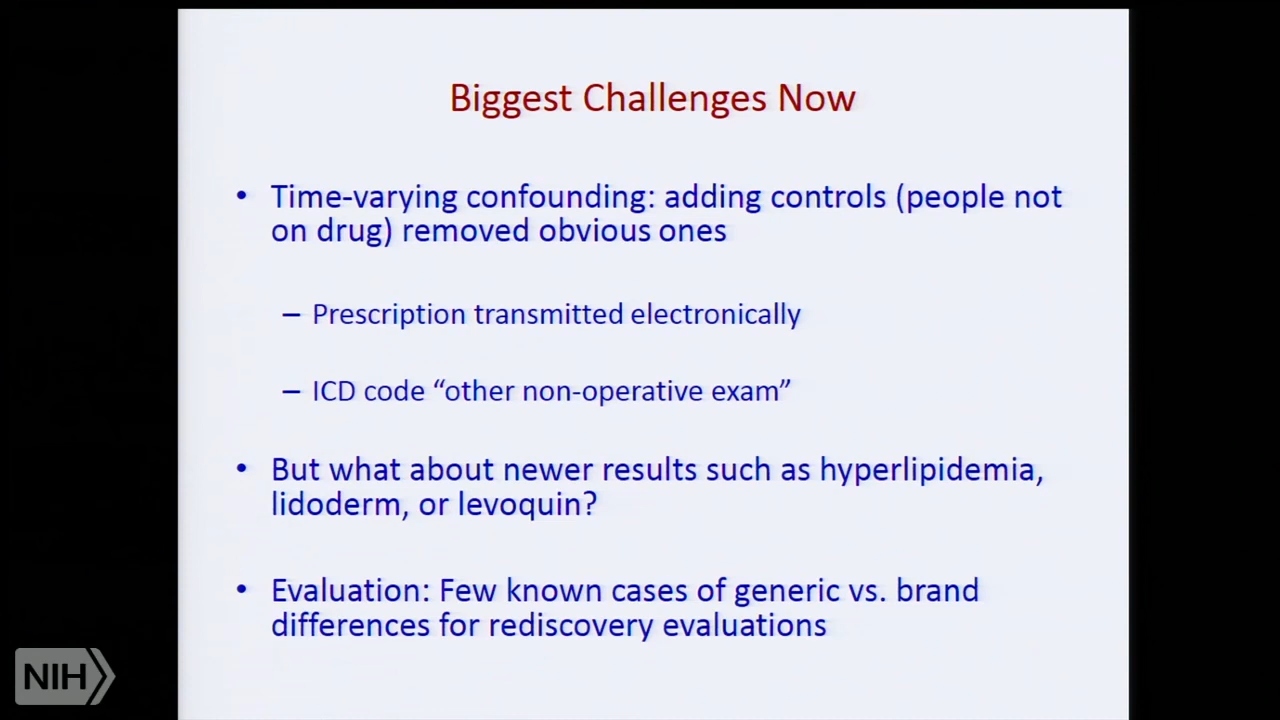 Biggest Challenges Now
• Time-varying confounding: adding controls (people not
on drug) removed obvious ones
– Prescription transmitted electronically
– ICD code “other non-operative exam”
• But what about newer results such as hyperlipidemia,
lidoderm, or levoquin?
• Evaluation: Few known cases of generic vs. brand
differences for rediscovery evaluations
NIH